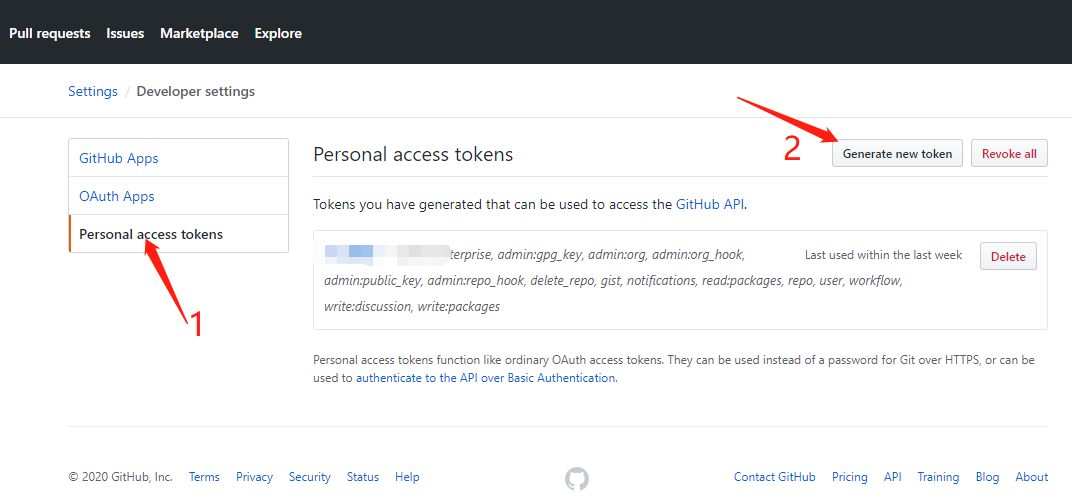 Pull requests Issues Marketplace Explore
Settings / Developer settings
GitHub Apps
OAuth Apps
Personal access tokens
1
Personal access tokens
2
Generate new token
Revoke all
Tokens you have generated that can be used to access the GitHub API.
terprise, admin:gpg_key, admin:org, admin:org_hook,
admin:public_key, admin:repo_hook, delete_repo, gist, notifications, read:packages, repo, user, workflow,
write:discussion, write:packages
Last used within the last week
Delete
Personal access tokens function like ordinary OAuth access tokens. They can be used instead of a password for Git over HTTPS, or can be
used to authenticate to the API over Basic Authentication.
© 2020 GitHub, Inc. Terms Privacy Security Status Help
Contact GitHub Pricing API Training Blog About